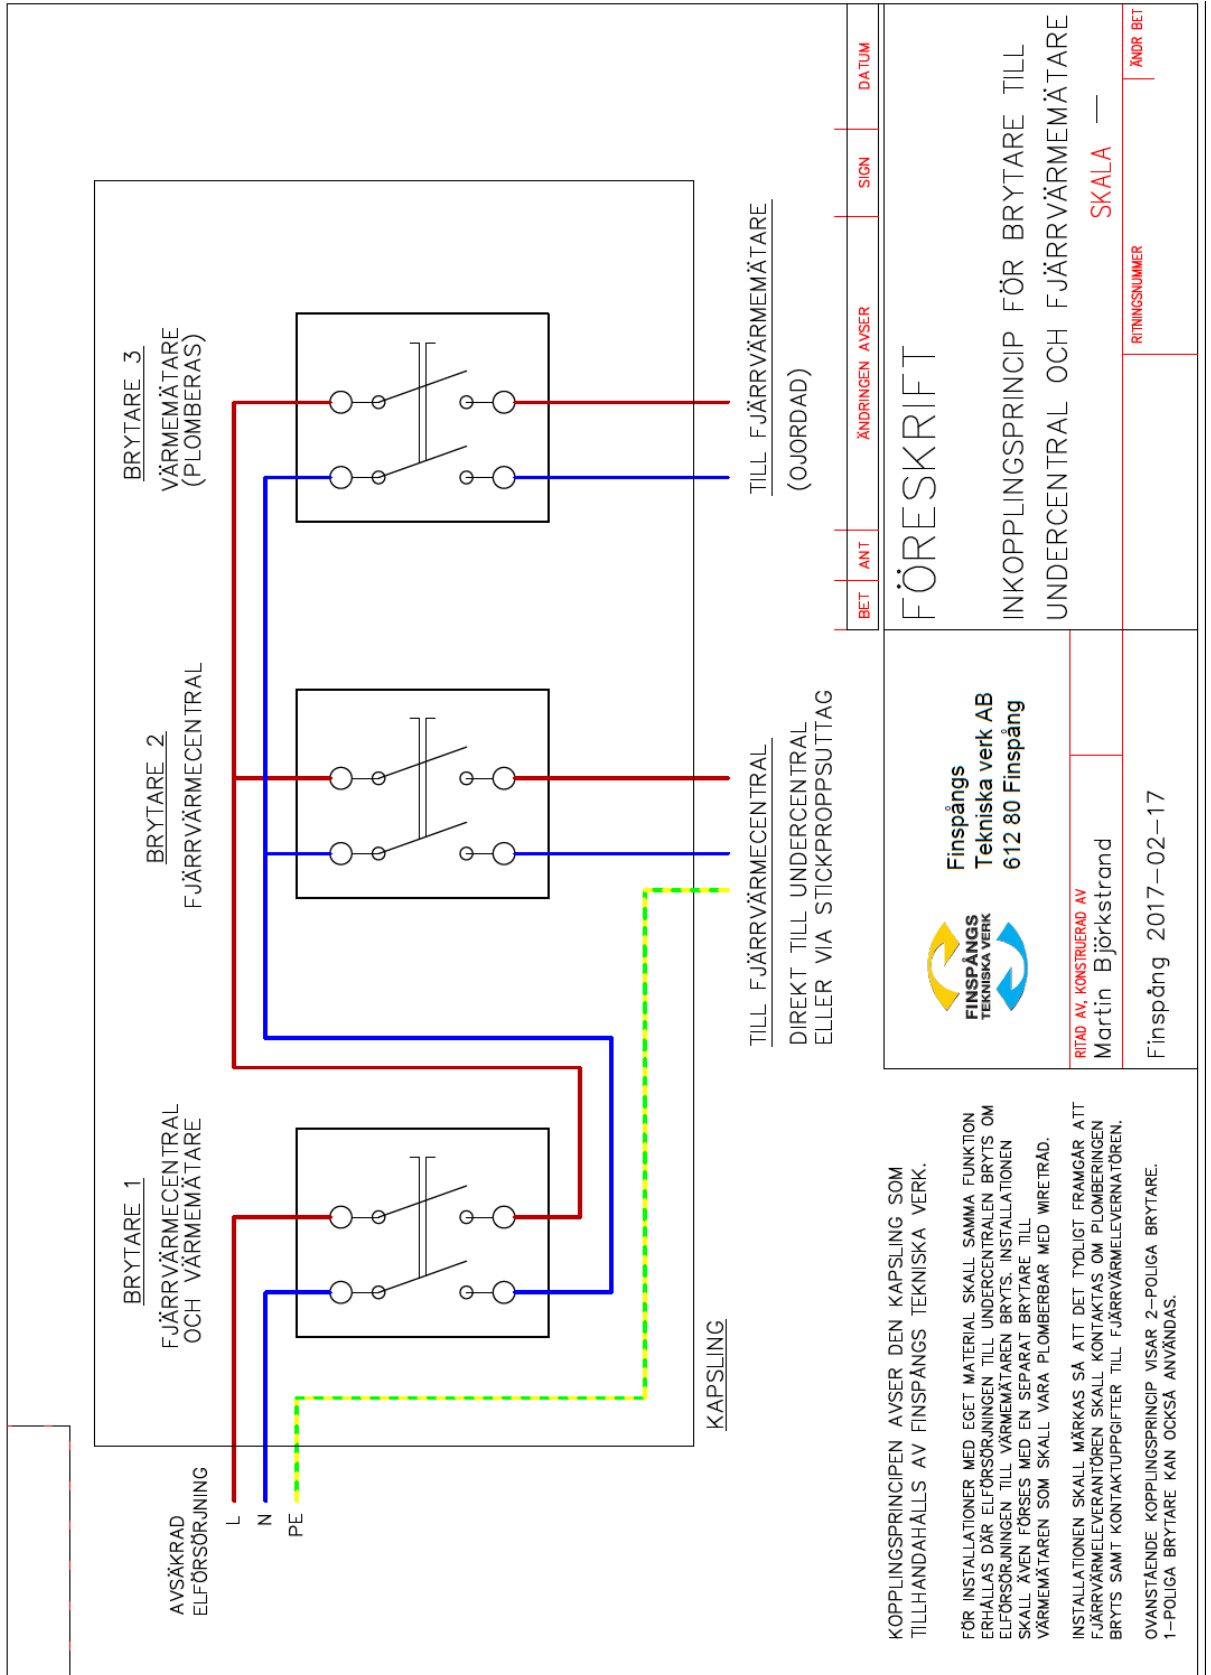 AVSÄKRAD
ELFÖRSÖRJNING
L
N
PE
BRYTARE 1
FJÄRRVÄRMECENTRAL
OCH VÄRMEMÄTARE
BRYTARE 2
FJÄRRVÄRMECENTRAL
BRYTARE 3
VÄRMEMÄTARE
(PLOMBERAS)
KAPSLING
TILL FJÄRRVÄRMECENTRAL
DIREKT TILL UNDERCENTRAL
ELLER VIA STICKPROPPSUTTAG
TILL FJÄRRVÄRMEMÄTARE
(OJORDAD)
KOPPLINGSPRINCIPEN AVSER DEN KAPSLING SOM
TILLHANDAHÅLLS AV FINSPÅNGS TEKNISKA VERK.
FÖR INSTALLATIONER MED EGET MATERIAL SKALL SAMMA FUNKTION
ERHÅLLAS DÄR ELFÖRSÖRJNINGEN TILL UNDERCENTRALEN BRYTS OM
ELFÖRSÖRJNINGEN TILL VÄRMEMÄTAREN BRYTS. INSTALLATIONEN
SKALL ÄVEN FÖRSES MED EN SEPARAT BRYTARE TILL
VÄRMEMÄTAREN SOM SKALL VARA PLOMBERBAR MED WIRETRÅD.
INSTALLATIONEN SKALL MÄRKAS SÅ ATT DET TYDLIGT FRAMGÅR ATT
FJÄRRVÄRMELEVERANTÖREN SKALL KONTAKTAS OM PLOMBERINGEN
BRYTS SAMT KONTAKTUPPGIFTER TILL FJÄRRVÄRMELEVERNATÖREN.
OVANSTÅENDE KOPPLINGSPRINCIP VISAR 2-POLIGA BRYTARE.
1-POLIGA BRYTARE KAN OCKSÅ ANVÄNDAS.
BET ANT ÄNDRINGEN AVSER SIGN DATUM
FINSPÅNGS
TEKNISKA VERK
Finspångs
Tekniska verk AB
612 80 Finspång
RITAD AV, KONSTRUERAD AV
Martin Björkstrand
Finspång 2017-02-17
FÖRESKRIFT
INKOPPLINGSPRINCIP FÖR BRYTARE TILL
UNDERCENTRAL OCH FJÄRRVÄRMEMÄTARE
SKALA —
RITNINGSNUMMER
ÄNDR BET